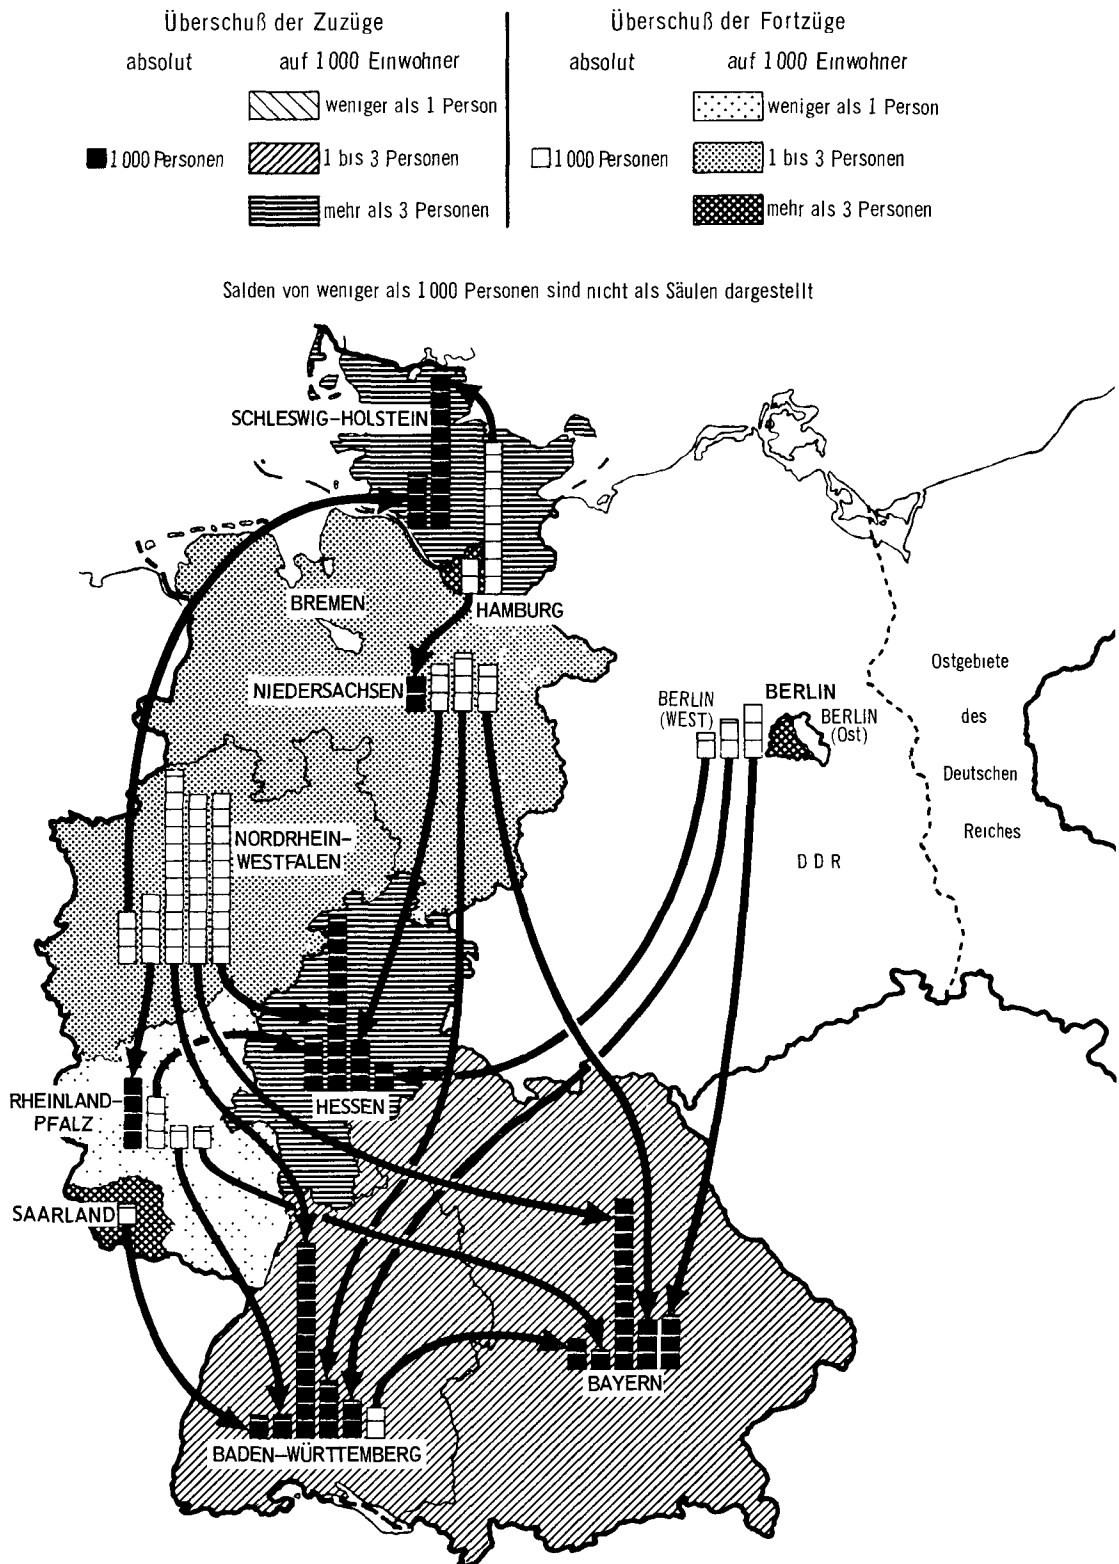 Überschuß der Zuzüge
absolut auf 1000 Einwohner
weniger als 1 Person
1000 Personen
1 bis 3 Personen
mehr als 3 Personen
Überschuß der Fortzüge
absolut auf 1000 Einwohner
weniger als 1 Person
1000 Personen
1 bis 3 Personen
mehr als 3 Personen
Salden von weniger als 1000 Personen sind nicht als Säulen dargestellt
SCHLESWIG-HOLSTEIN
BREMEN
HAMBURG
NIEDERSACHSEN
BERLIN
(WEST)
BERLIN
BERLIN
(Ost)
Ostgebiete
des
Deutschen
Reiches
NORDRHEIN-
WESTFALEN
DDR
HESSEN
RHEINLAND-
PFALZ
SAARLAND
BAYERN
BADEN-WÜRTTEMBERG